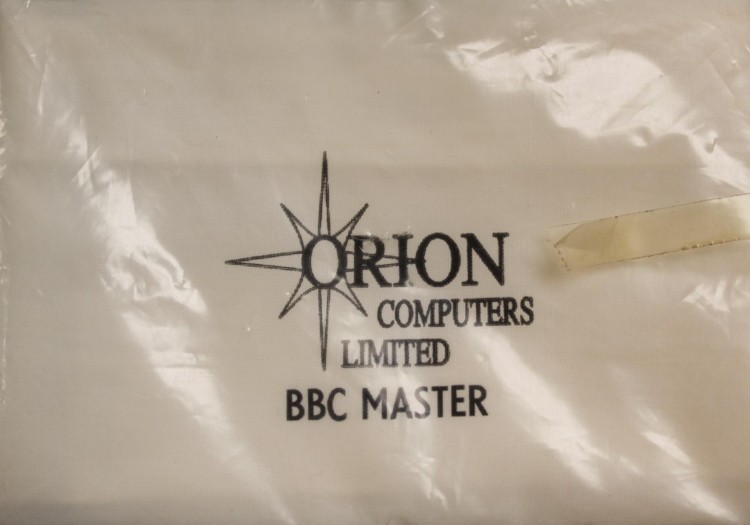 ORION
COMPUTERS
LIMITED
BBC MASTER